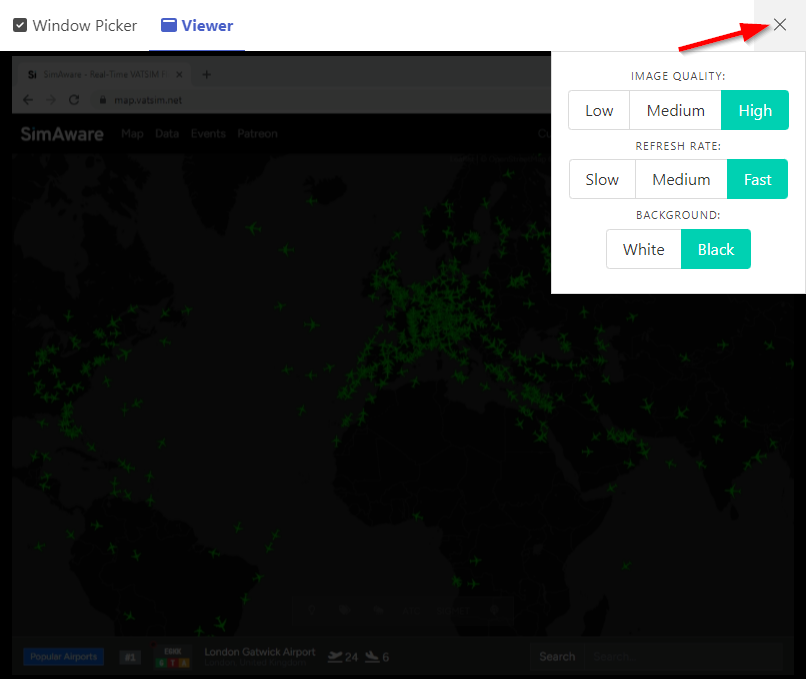 Window Picker Viewer
SimAware - Real-Time VATSIM F
map.vatsim.net
SimAware Map Data Events Patreon
IMAGE QUALITY:
Low Medium High
REFRESH RATE:
Slow Medium Fast
BACKGROUND:
White Black
Popular Airports #1 EGKK London Gatwick Airport 24 6 Search Search
G T A London, United Kingdom